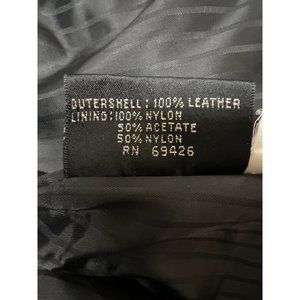 OUTERSHELL: 100% LEATHER
LINING: 100% NYLON
50% ACETATE
50% NYLON
RN 69426